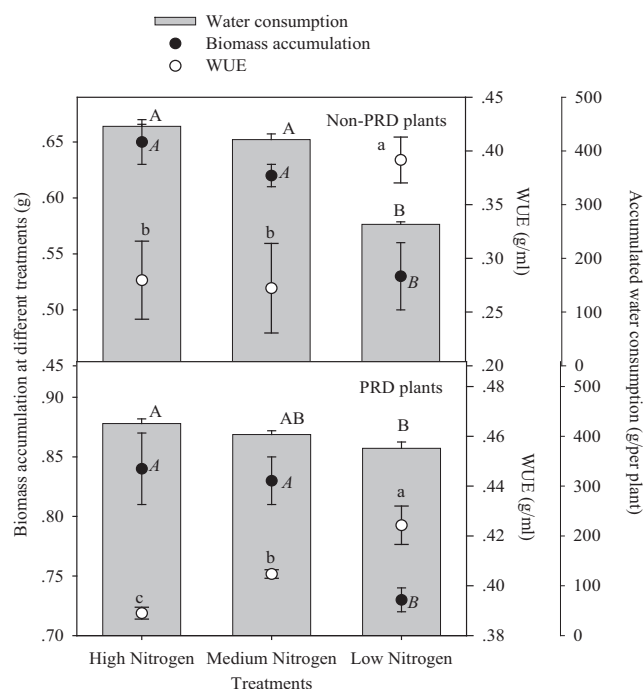 Water consumption
Biomass accumulation
WUE
Non-PRD plants
Biomass accumulation at different treatments (g)
.65
.60
.55
.50
.45
A
A
B
A
A
B
b
b
a
.45
.40
.35
.30
.25
.20
WUE (g/ml)
500
400
300
200
100
0
Accumulated water consumption (g/per plant)
PRD plants
.90
.85
.80
.75
.70
A
AB
B
A
A
B
c
b
a
.48
.46
.44
.42
.40
.38
WUE (g/ml)
500
400
300
200
100
0
High Nitrogen Medium Nitrogen Low Nitrogen
Treatments